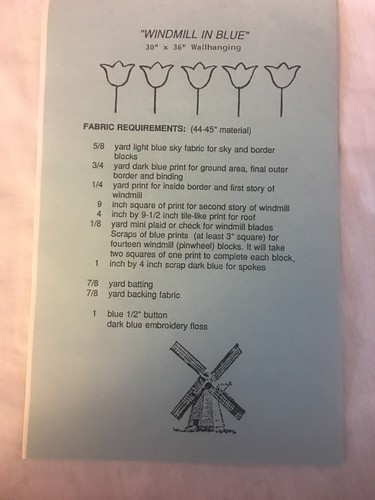 "WINDMILL IN BLUE"
30" x 36" Wallhanging
FABRIC REQUIREMENTS: (44-45" material)
5/8 yard light blue sky fabric for sky and border
blocks
3/4 yard dark blue print for ground area, final outer
border and binding
1/4 yard print for inside border and first story of
windmill
9 inch square of print for second story of windmill
4 inch by 9-1/2 inch tile-like print for roof
1/8 yard mini plaid or check for windmill blades
Scraps of blue prints (at least 3" square) for
fourteen windmill (pinwheel) blocks. It will take
two squares of one print to complete each block,
1 inch by 4 inch scrap dark blue for spokes
7/8 yard batting
7/8 yard backing fabric
1 blue 1/2" button
dark blue embroidery floss